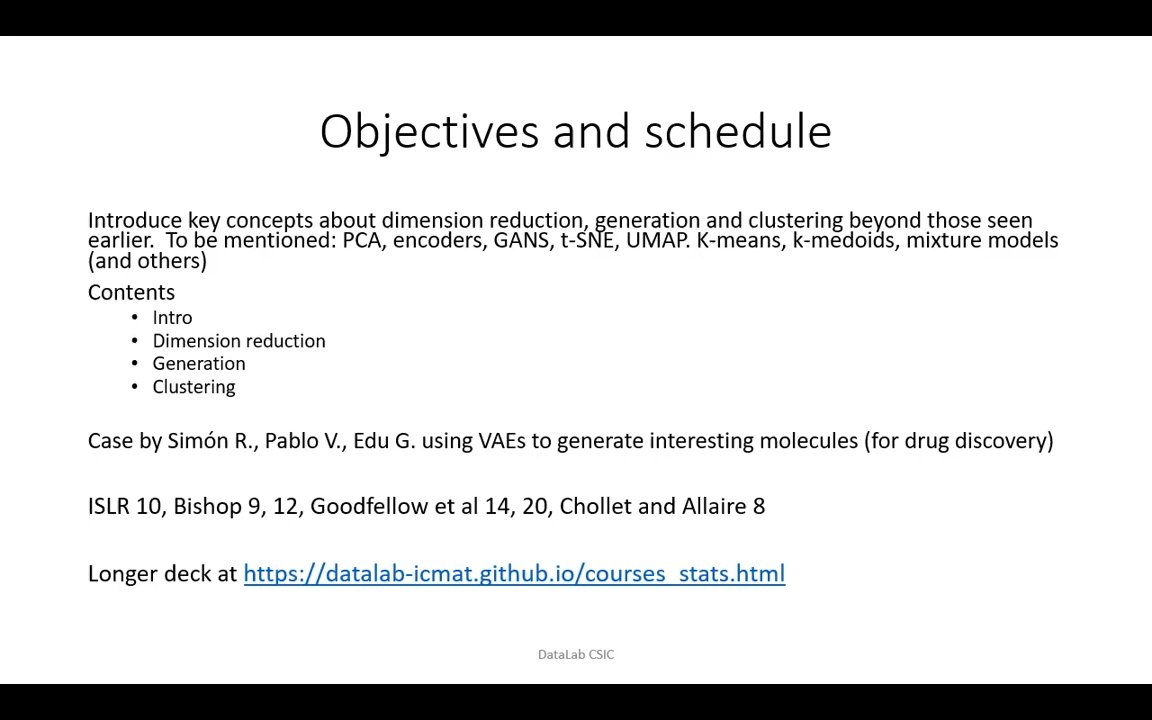 Objectives and schedule
Introduce key concepts about dimension reduction, generation and clustering beyond those seen
earlier.  To be mentioned: PCA, encoders, GANS, t-SNE, UMAP. K-means, k-medoids, mixture models
(and others)
Contents
• Intro
• Dimension reduction
• Generation
• Clustering
Case by Simón R., Pablo V., Edu G. using VAEs to generate interesting molecules (for drug discovery)
ISLR 10, Bishop 9, 12, Goodfellow et al 14, 20, Chollet and Allaire 8
Longer deck at https://datalab-icmat.github.io/courses_stats.html
DataLab CSIC